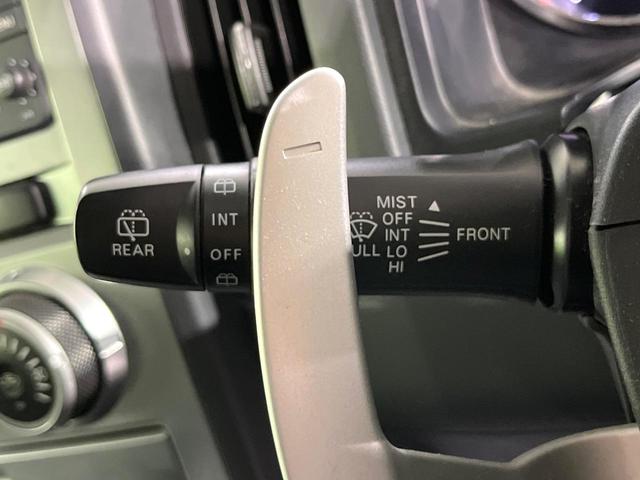 REAR
INT
OFF
MIST
OFF
INT
LO
HI
FRONT